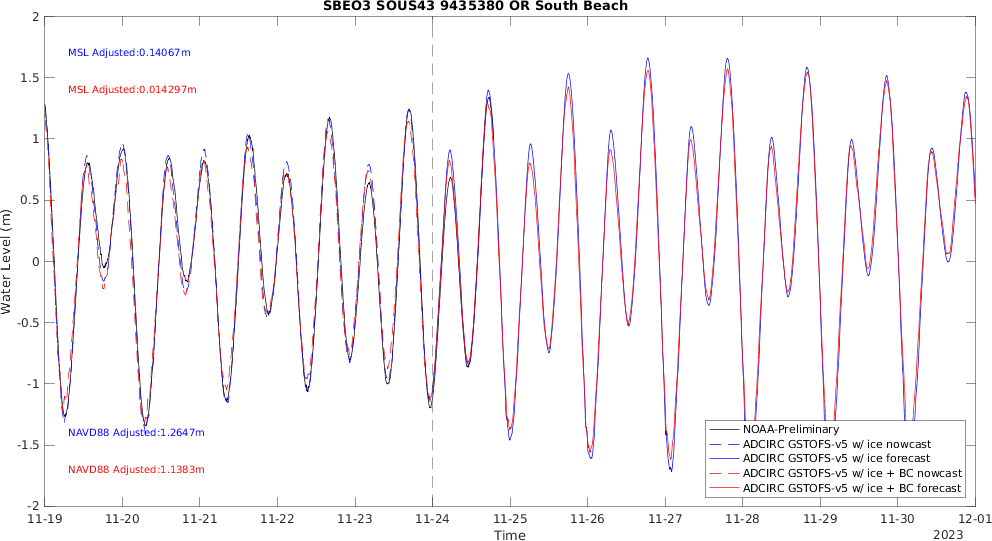 SBEO3 SOUS43 9435380 OR South Beach
Water Level (m)
2
1.5
1
0.5
0
-0.5
-1
-1.5
-2
MSL Adjusted:0.14067m
MSL Adjusted:0.014297m
NAVD88 Adjusted:1.2647m
NAVD88 Adjusted:1.1383m
NOAA-Preliminary
ADCIRC GSTOFS-v5 w/ ice nowcast
ADCIRC GSTOFS-v5 w/ ice forecast
ADCIRC GSTOFS-v5 w/ ice + BC nowcast
ADCIRC GSTOFS-v5 w/ ice + BC forecast
11-19 11-20 11-21 11-22 11-23 11-24 11-25 11-26 11-27 11-28 11-29 11-30 12-01
Time
2023